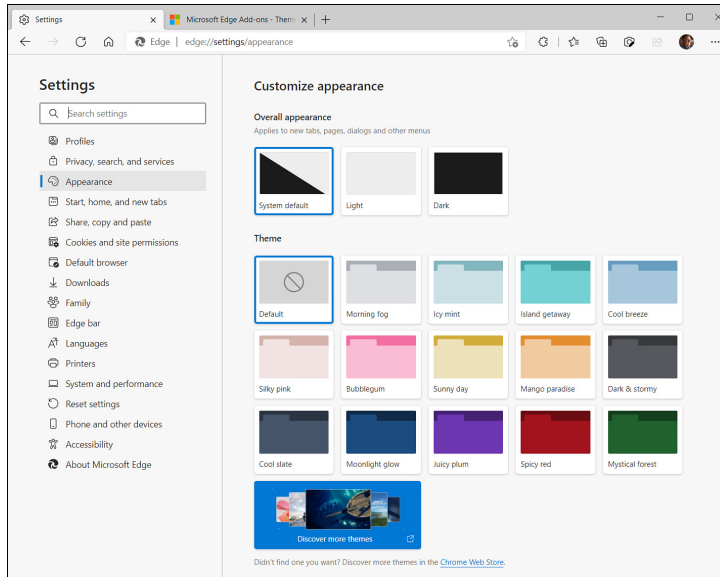 Settings
Microsoft Edge Add-ons - Them
Edge | edge://settings/appearance
Settings
Search settings
Profiles
Privacy, search, and services
Appearance
Start, home, and new tabs
Share, copy and paste
Cookies and site permissions
Default browser
Downloads
Family
Edge bar
Languages
Printers
System and performance
Reset settings
Phone and other devices
Accessibility
About Microsoft Edge
Customize appearance
Overall appearance
Applies to new tabs, pages, dialogs and other menus
System default
Light
Dark
Theme
Default
Morning fog
Icy mint
Island getaway
Cool breeze
Silky pink
Bubblegum
Sunny day
Mango paradise
Dark & stormy
Cool slate
Moonlight glow
Juicy plum
Spicy red
Mystical forest
Discover more themes
Didn't find one you want? Discover more themes in the Chrome Web Store.